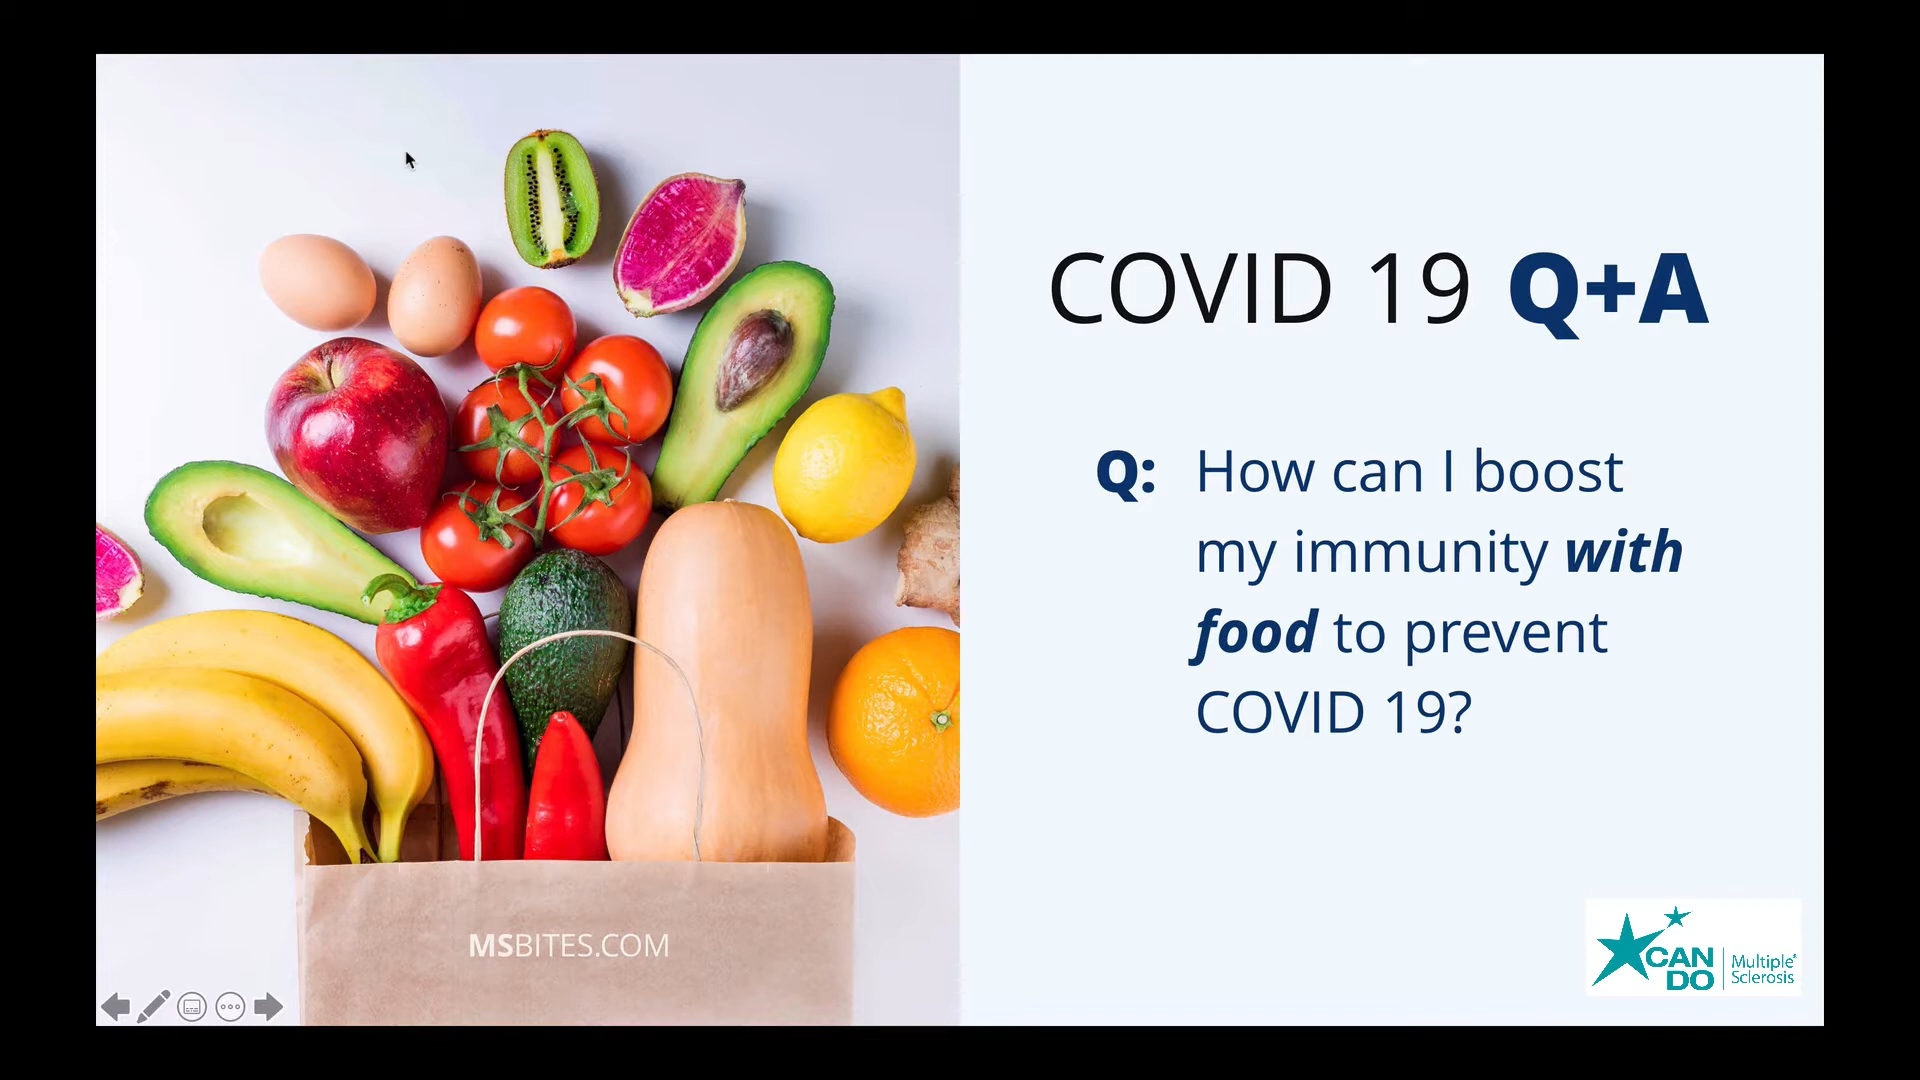 COVID 19 Q+A
Q: How can I boost
my immunity with
food to prevent
COVID 19?
MSBITES.COM
CAN
DO
Multiple
Sclerosis